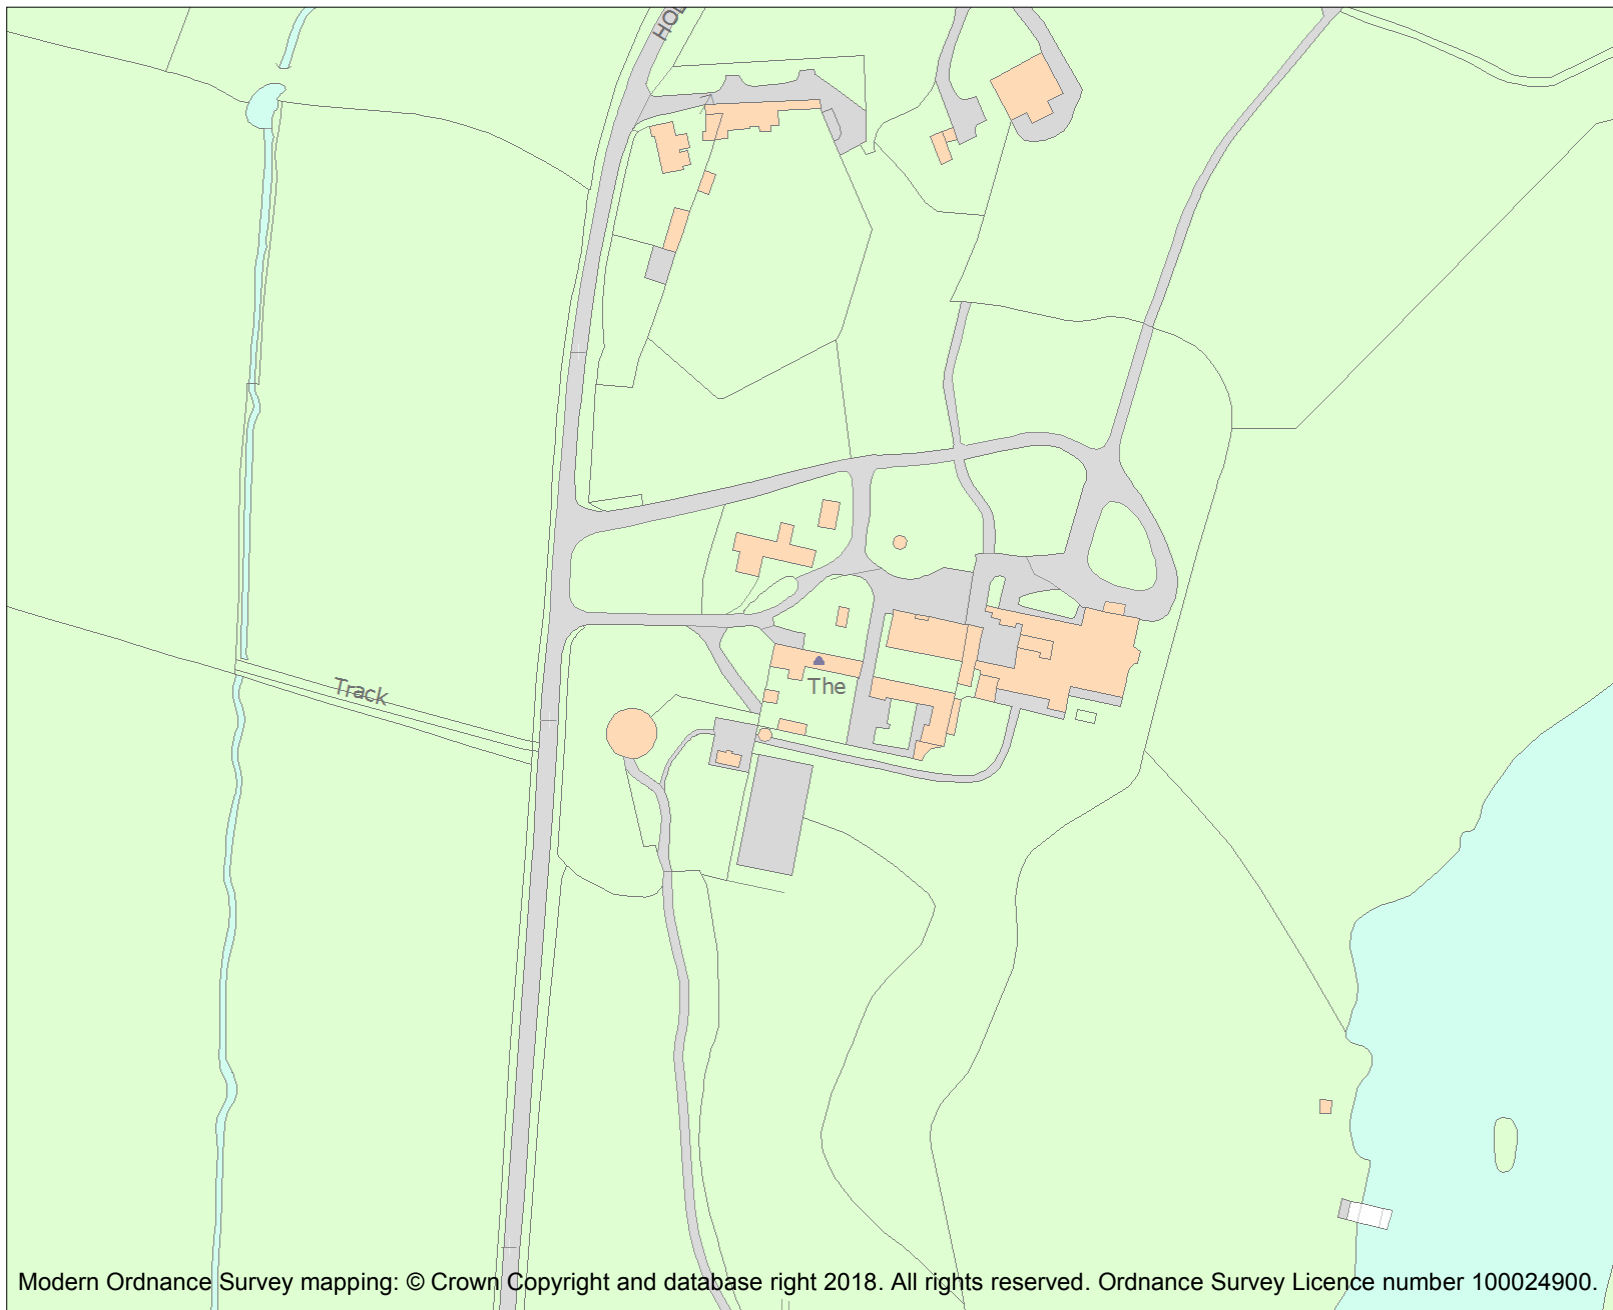 HOL
Track
The
Modern Ordnance Survey mapping: © Crown Copyright and database right 2018. All rights reserved. Ordnance Survey Licence number 100024900.